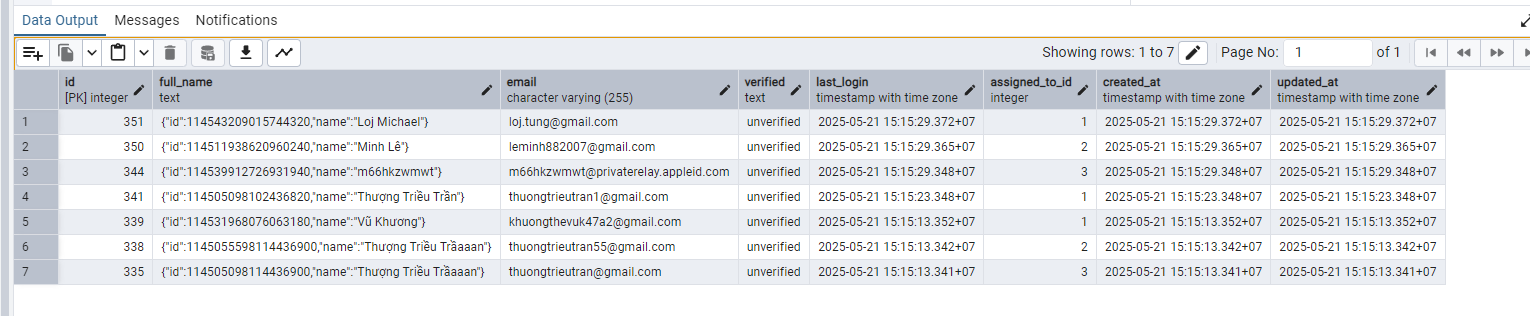 Data Output Messages Notifications
Showing rows: 1 to 7 Page No: 1 of 1
id full_name email verified last_login assigned_to_id created_at updated_at
[PK] integer text character varying (255) text timestamp with time zone integer timestamp with time zone timestamp with time zone
1 351 {"id":114543209015744320,"name":"Loj Michael"} loj.tung@gmail.com unverified 2025-05-21 15:15:29.372+07 1 2025-05-21 15:15:29.372+07 2025-05-21 15:15:29.372+07
2 350 {"id":114511938620960240,"name":"Minh Lê"} leminh882007@gmail.com unverified 2025-05-21 15:15:29.365+07 2 2025-05-21 15:15:29.365+07 2025-05-21 15:15:29.365+07
3 344 {"id":114539912726931940,"name":"m66hkzwmwt"} m66hkzwmwt@privaterelay.appleid.com unverified 2025-05-21 15:15:29.348+07 3 2025-05-21 15:15:29.348+07 2025-05-21 15:15:29.348+07
4 341 {"id":114505098102436820,"name":"Thượng Triều Trần"} thuongtrieutran1@gmail.com unverified 2025-05-21 15:15:23.348+07 1 2025-05-21 15:15:23.348+07 2025-05-21 15:15:23.348+07
5 339 {"id":114531968076063180,"name":"Vũ Khương"} khuongthevuk47a2@gmail.com unverified 2025-05-21 15:15:13.352+07 1 2025-05-21 15:15:13.352+07 2025-05-21 15:15:13.352+07
6 338 {"id":1145055598114436900,"name":"Thượng Triều Trầaaan"} thuongtrieutran55@gmail.com unverified 2025-05-21 15:15:13.342+07 2 2025-05-21 15:15:13.342+07 2025-05-21 15:15:13.342+07
7 335 {"id":114505098114436900,"name":"Thượng Triều Trầaaan"} thuongtrieutran@gmail.com unverified 2025-05-21 15:15:13.341+07 3 2025-05-21 15:15:13.341+07 2025-05-21 15:15:13.341+07